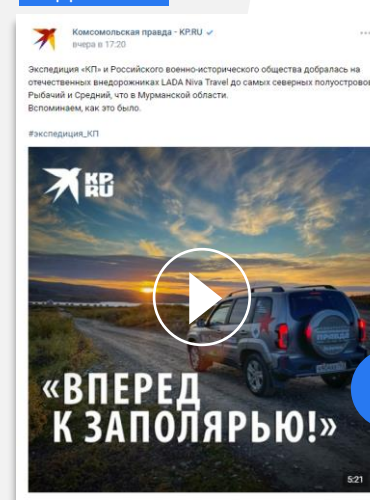 Комсомольская правда - KP.RU
вчера в 17:20
Экспедиция «КП» и Российского военно-исторического общества добралась на
отечественных внедорожниках LADA Niva Travel до самых северных полуостровов
Рыбачий и Средний, что в Мурманской области.
Вспоминаем, как это было.
#экспедиция_КП
KP.
RU
«ВПЕРЕД
К ЗАПОЛЯРЬЮ!»
5:21